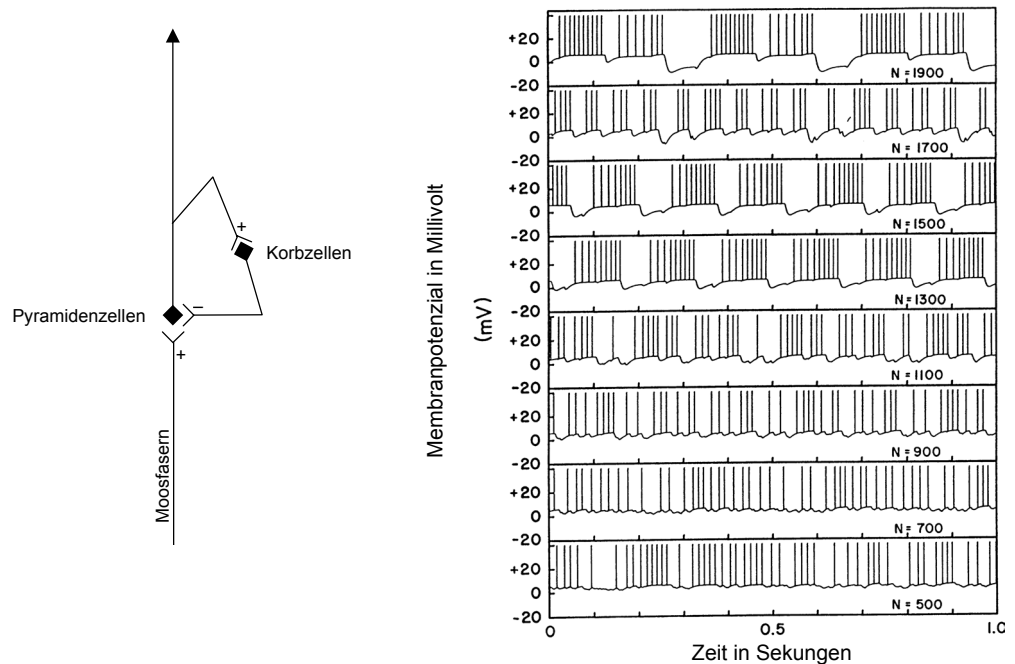 +
Korbzellen
Pyramidenzellen
−
+
Moosfasern
Membranpotenzial in Millivolt
(mV)
+20
0
-20
N = 1900
+20
0
-20
N = 1700
+20
0
-20
N = 1500
+20
0
-20
N = 1300
+20
0
-20
N = 1100
+20
0
-20
N = 900
+20
0
-20
N = 700
+20
0
-20
N = 500
0
0.5
1.0
Zeit in Sekungen